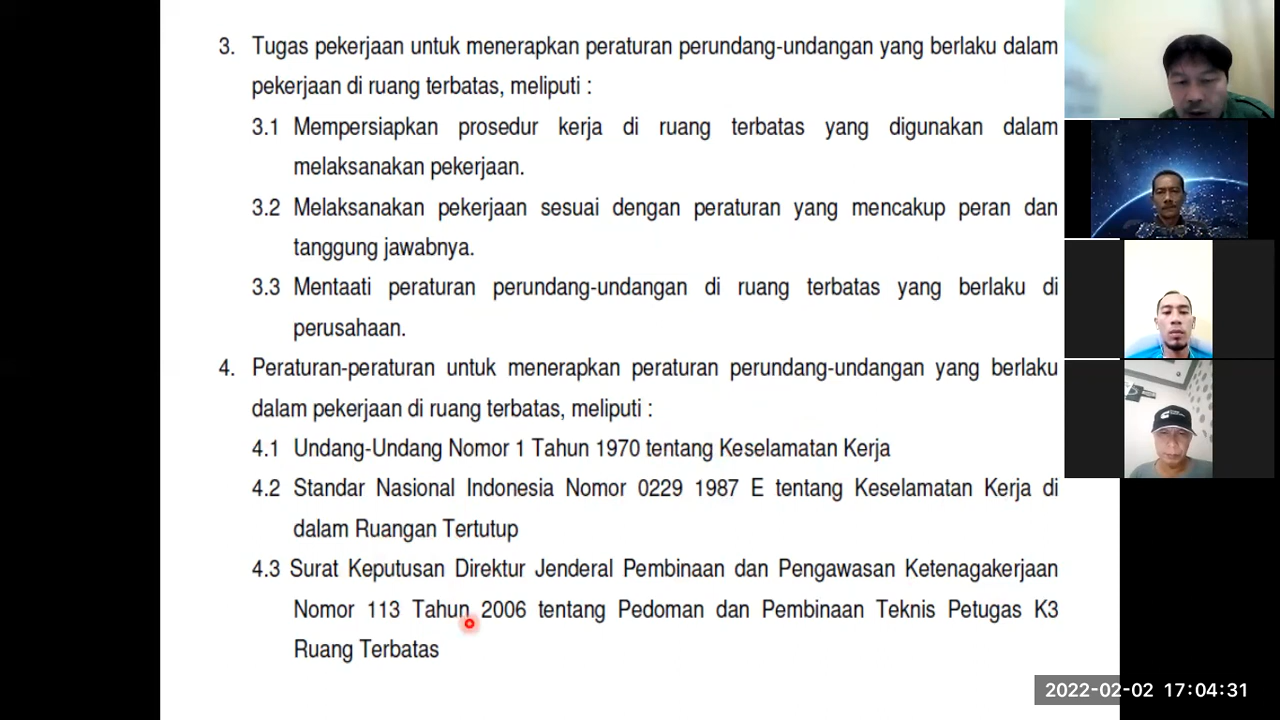 3. Tugas pekerjaan untuk menerapkan peraturan perundang-undangan yang berlaku dalam
pekerjaan di ruang terbatas, meliputi :
3.1 Mempersiapkan prosedur kerja di ruang terbatas yang digunakan dalam
melaksanakan pekerjaan.
3.2 Melaksanakan pekerjaan sesuai dengan peraturan yang mencakup peran dan
tanggung jawabnya.
3.3 Mentaati peraturan perundang-undangan di ruang terbatas yang berlaku di
perusahaan.
4. Peraturan-peraturan untuk menerapkan peraturan perundang-undangan yang berlaku
dalam pekerjaan di ruang terbatas, meliputi :
4.1 Undang-Undang Nomor 1 Tahun 1970 tentang Keselamatan Kerja
4.2 Standar Nasional Indonesia Nomor 0229 1987 E tentang Keselamatan Kerja di
dalam Ruangan Tertutup
4.3 Surat Keputusan Direktur Jenderal Pembinaan dan Pengawasan Ketenagakerjaan
Nomor 113 Tahun 2006 tentang Pedoman dan Pembinaan Teknis Petugas K3
Ruang Terbatas
2022-02-02 17:04:31